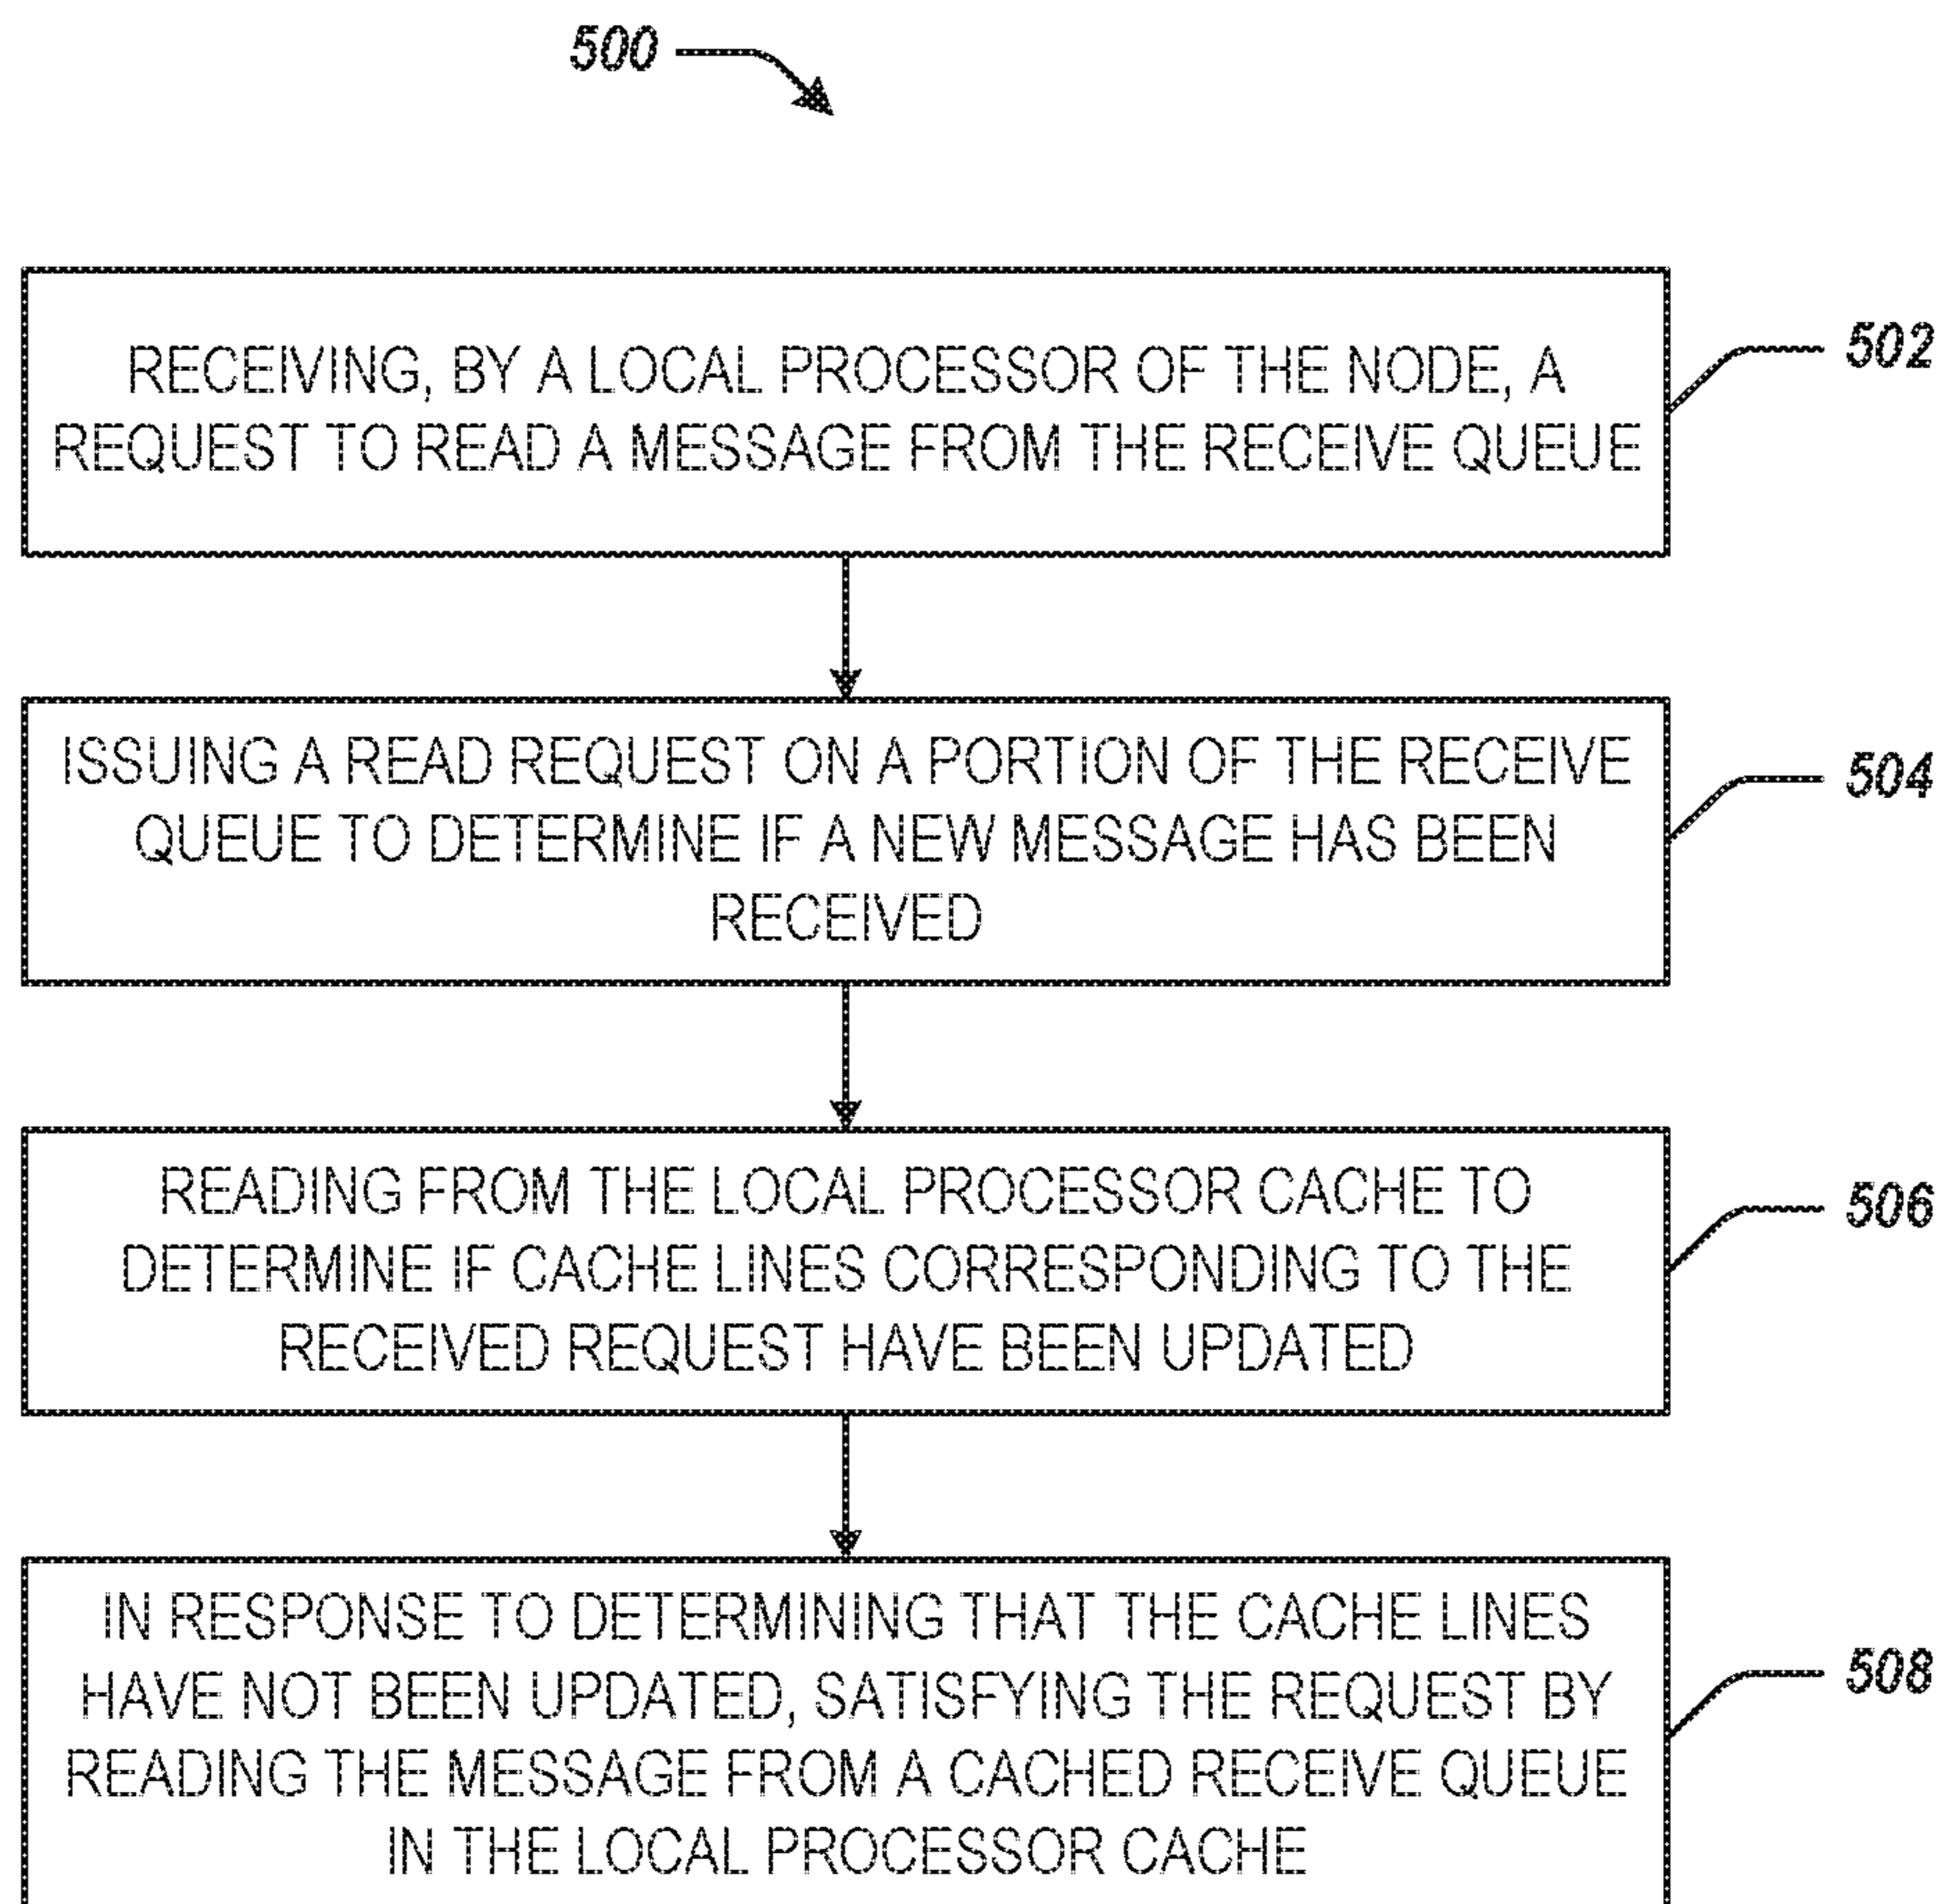 500
RECEIVING, BY A LOCAL PROCESSOR OF THE NODE, A
REQUEST TO READ A MESSAGE FROM THE RECEIVE QUEUE
502
ISSUING A READ REQUEST ON A PORTION OF THE RECEIVE
QUEUE TO DETERMINE IF A NEW MESSAGE HAS BEEN
RECEIVED
504
READING FROM THE LOCAL PROCESSOR CACHE TO
DETERMINE IF CACHE LINES CORRESPONDING TO THE
RECEIVED REQUEST HAVE BEEN UPDATED
506
IN RESPONSE TO DETERMINING THAT THE CACHE LINES
HAVE NOT BEEN UPDATED, SATISFYING THE REQUEST BY
READING THE MESSAGE FROM A CACHED RECEIVE QUEUE
IN THE LOCAL PROCESSOR CACHE
508